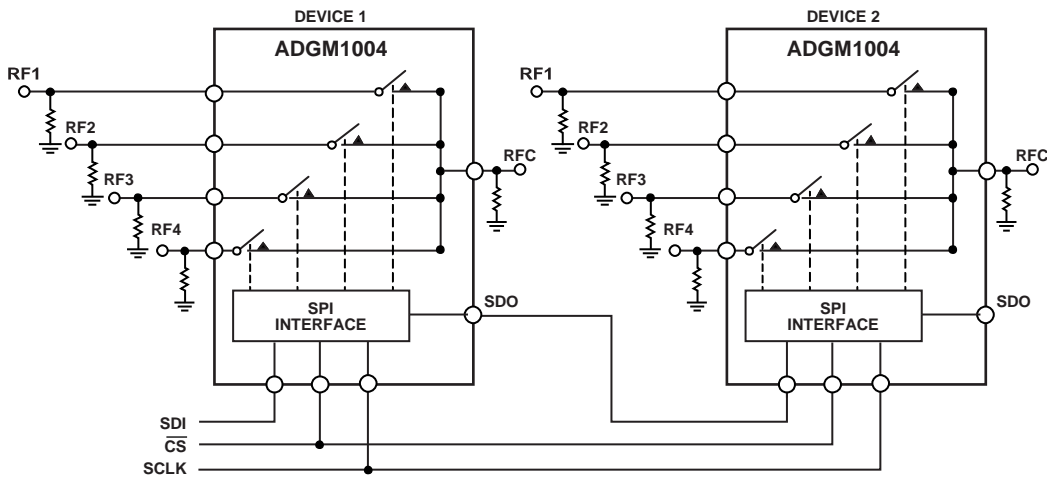 DEVICE 1
ADGM1004
RF1
RF2
RF3
RF4
RFC
SPI
INTERFACE
SDO
DEVICE 2
ADGM1004
RF1
RF2
RF3
RF4
RFC
SPI
INTERFACE
SDO
SDI
C̅S̅
SCLK